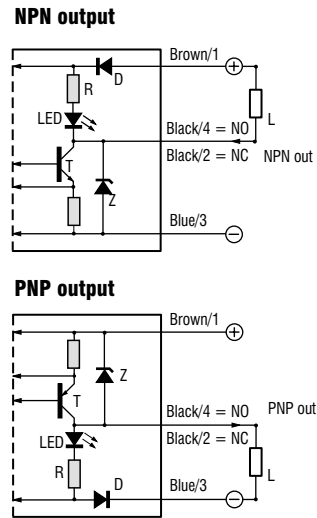 NPN output
Brown/1
D
+
R
LED
L
Black/4 = NO
Black/2 = NC
NPN out
T
Z
Blue/3
−
PNP output
Brown/1
+
Z
T
Black/4 = NO
PNP out
Black/2 = NC
LED
R
D
Blue/3
L
−